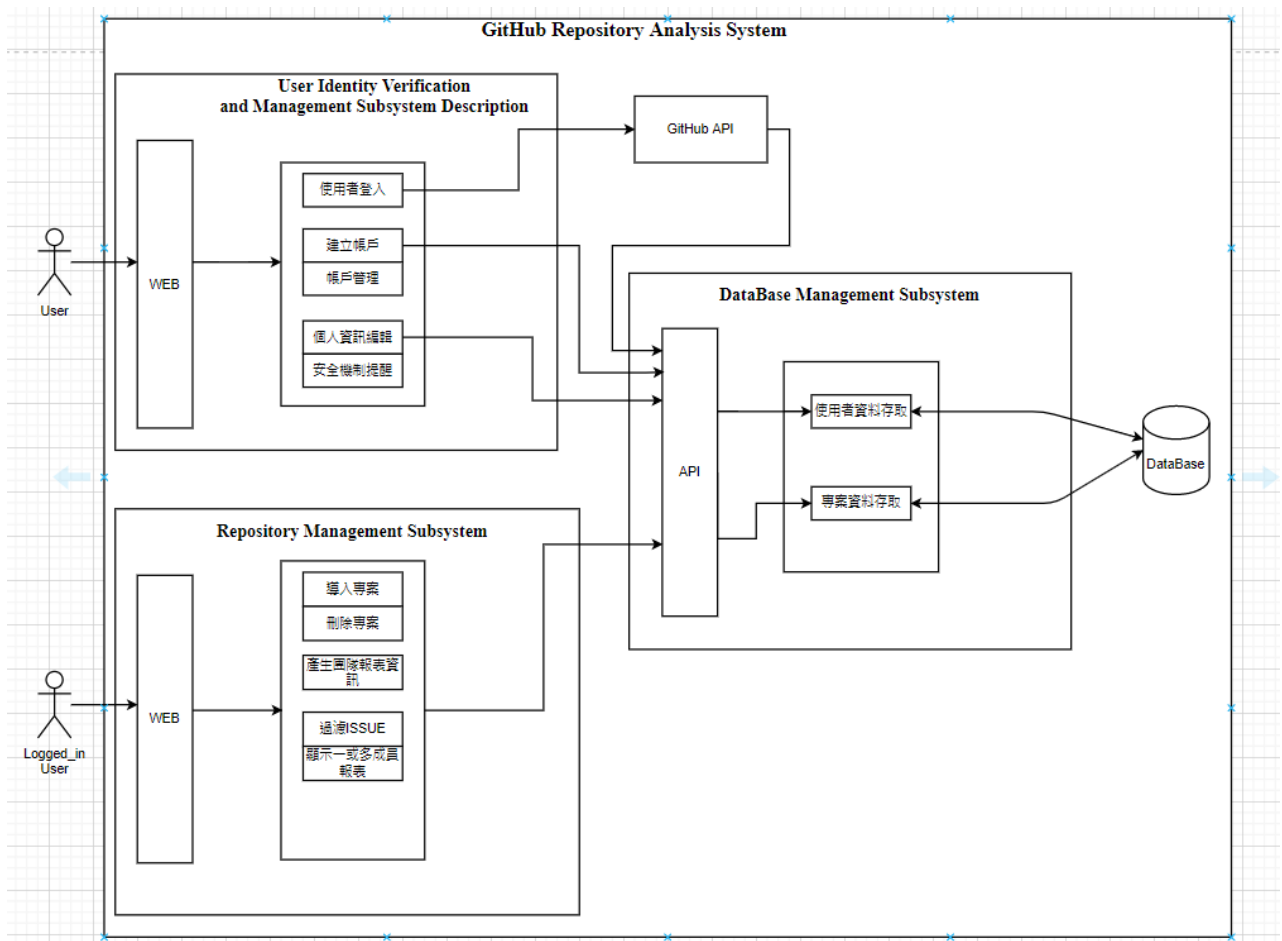 GitHub Repository Analysis System
User Identity Verification
and Management Subsystem Description
WEB
使用者登入
建立帳戶
帳戶管理
個人資訊編輯
安全機制提醒
User
GitHub API
DataBase Management Subsystem
API
使用者資料存取
專案資料存取
DataBase
Repository Management Subsystem
WEB
導入專案
刪除專案
產生團隊報表資
訊
過濾ISSUE
顯示一或多成員
報表
Logged_in
User